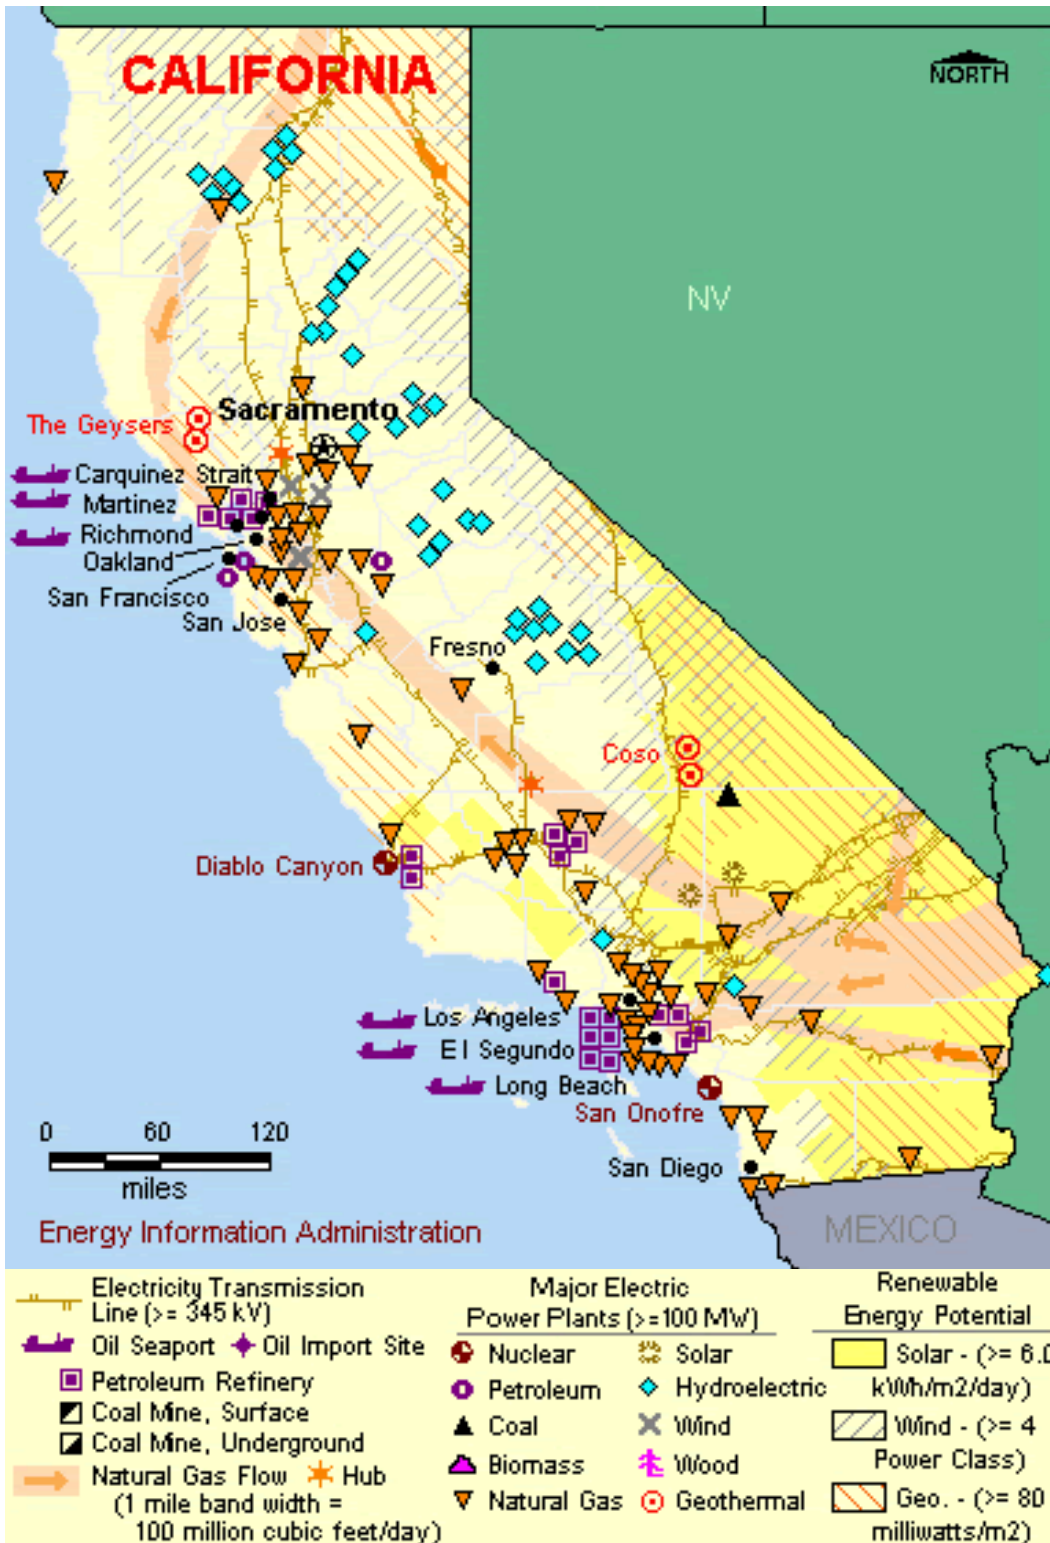 CALIFORNIA
NORTH
NV
Sacramento
The Geysers
Carquinez Strait
Martinez
Richmond
Oakland
San Francisco
San Jose
Fresno
Coso
Diablo Canyon
Los Angeles
El Segundo
Long Beach
San Onofre
0 60 120
miles
San Diego
MEXICO
Energy Information Administration
Electricity Transmission
Line (>= 345 kV)
Oil Seaport Oil Import Site
Petroleum Refinery
Coal Mine, Surface
Coal Mine, Underground
Natural Gas Flow Hub
(1 mile band width =
100 million cubic feet/day)
Major Electric
Power Plants (>=100 MW)
Nuclear Solar
Petroleum Hydroelectric
Coal Wind
Biomass Wood
Natural Gas Geothermal
Renewable
Energy Potential
Solar - (>= 6.0
kWh/m2/day)
Wind - (>= 4
Power Class)
Geo. - (>= 80
milliwatts/m2)